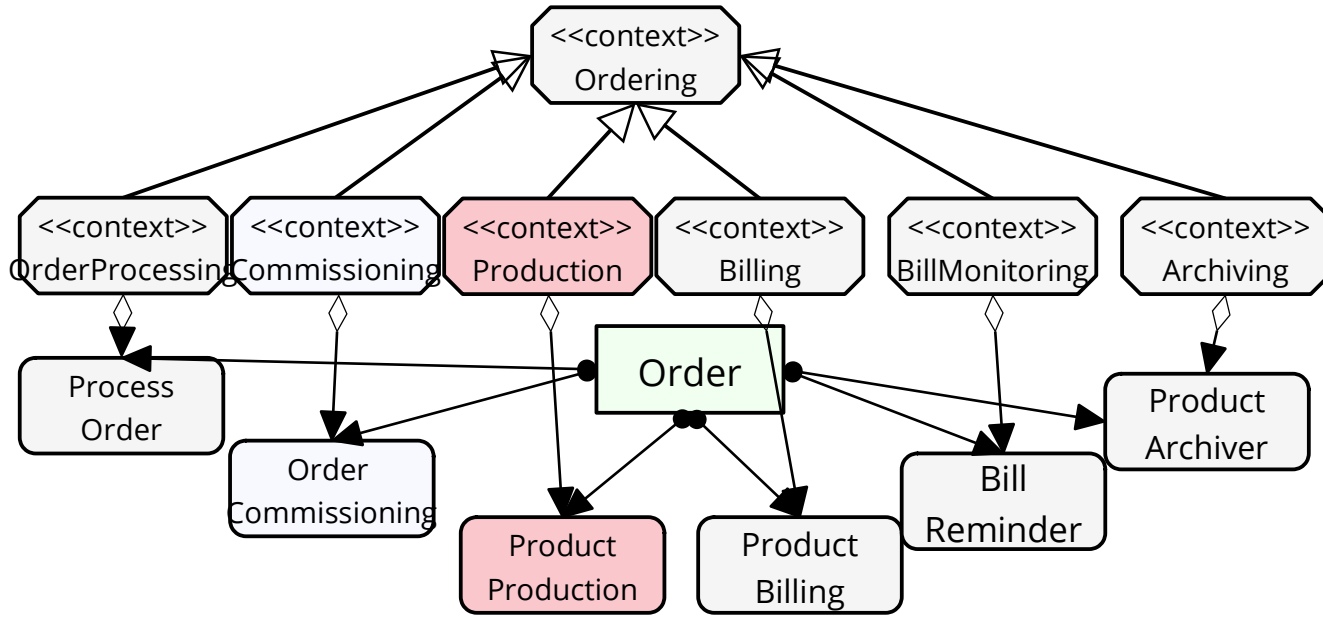 <<context>>
Ordering
<<context>>
OrderProcessing
<<context>>
Commissioning
<<context>>
Production
<<context>>
Billing
<<context>>
BillMonitoring
<<context>>
Archiving
Order
Process
Order
Order
Commissioning
Product
Production
Product
Billing
Bill
Reminder
Product
Archiver